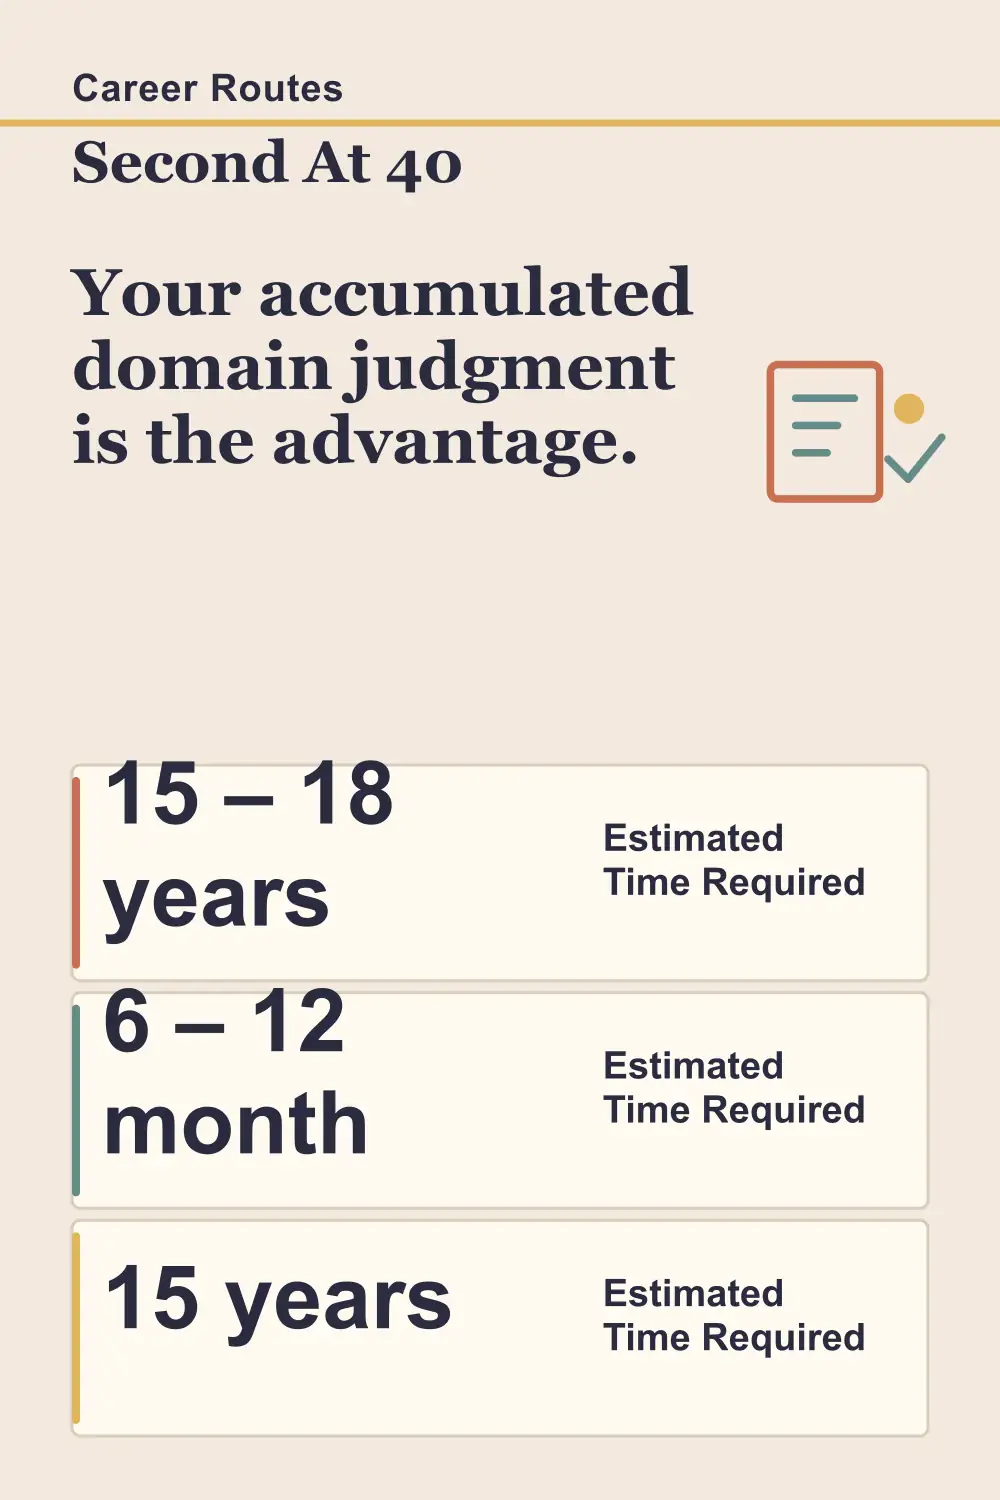 Career Routes
Second At 40
Your accumulated
domain judgment
is the advantage.
15 – 18
years
Estimated
Time Required
6 – 12
month
Estimated
Time Required
15 years
Estimated
Time Required